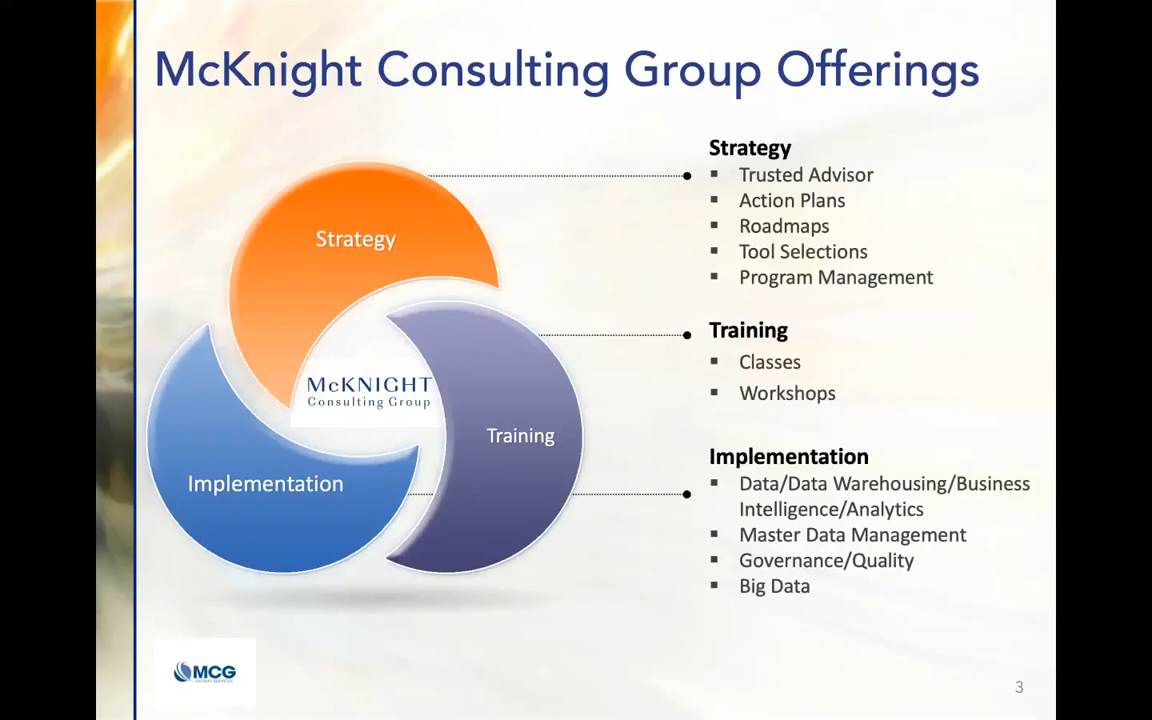 McKnight Consulting Group Offerings
Strategy
Training
Implementation
McKNIGHT
Consulting Group
Strategy
▪ Trusted Advisor
▪ Action Plans
▪ Roadmaps
▪ Tool Selections
▪ Program Management
Training
▪ Classes
▪ Workshops
Implementation
▪ Data/Data Warehousing/Business
Intelligence/Analytics
▪ Master Data Management
▪ Governance/Quality
▪ Big Data
MCG
GLOBAL SERVICES
3